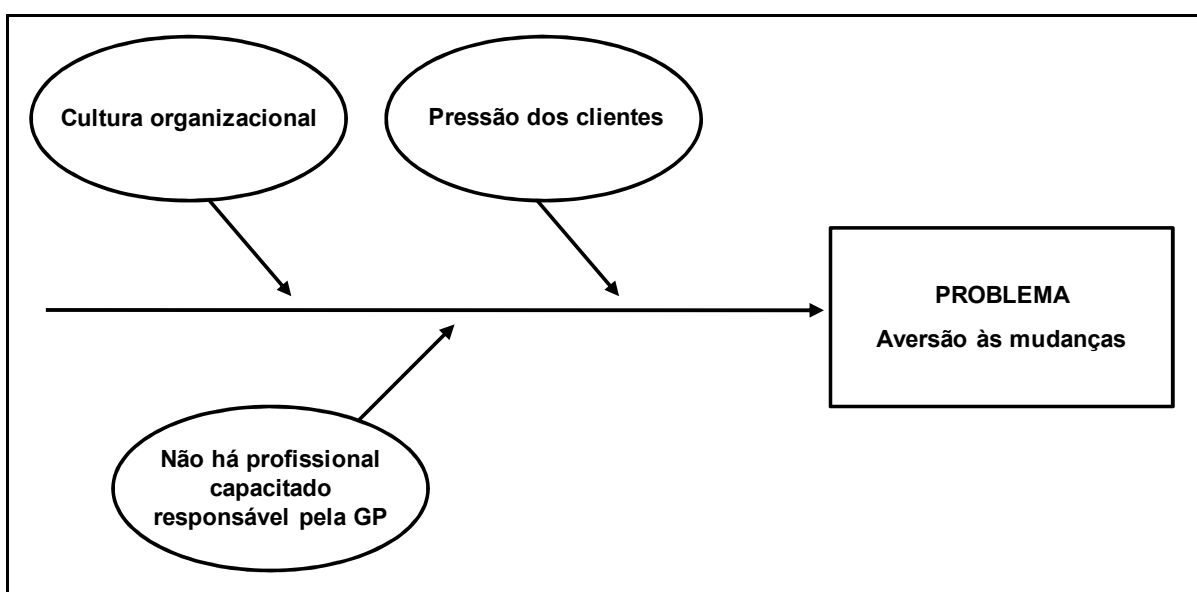 Cultura organizacional
Pressão dos clientes
PROBLEMA
Aversão às mudanças
Não há profissional
capacitado
responsável pela GP